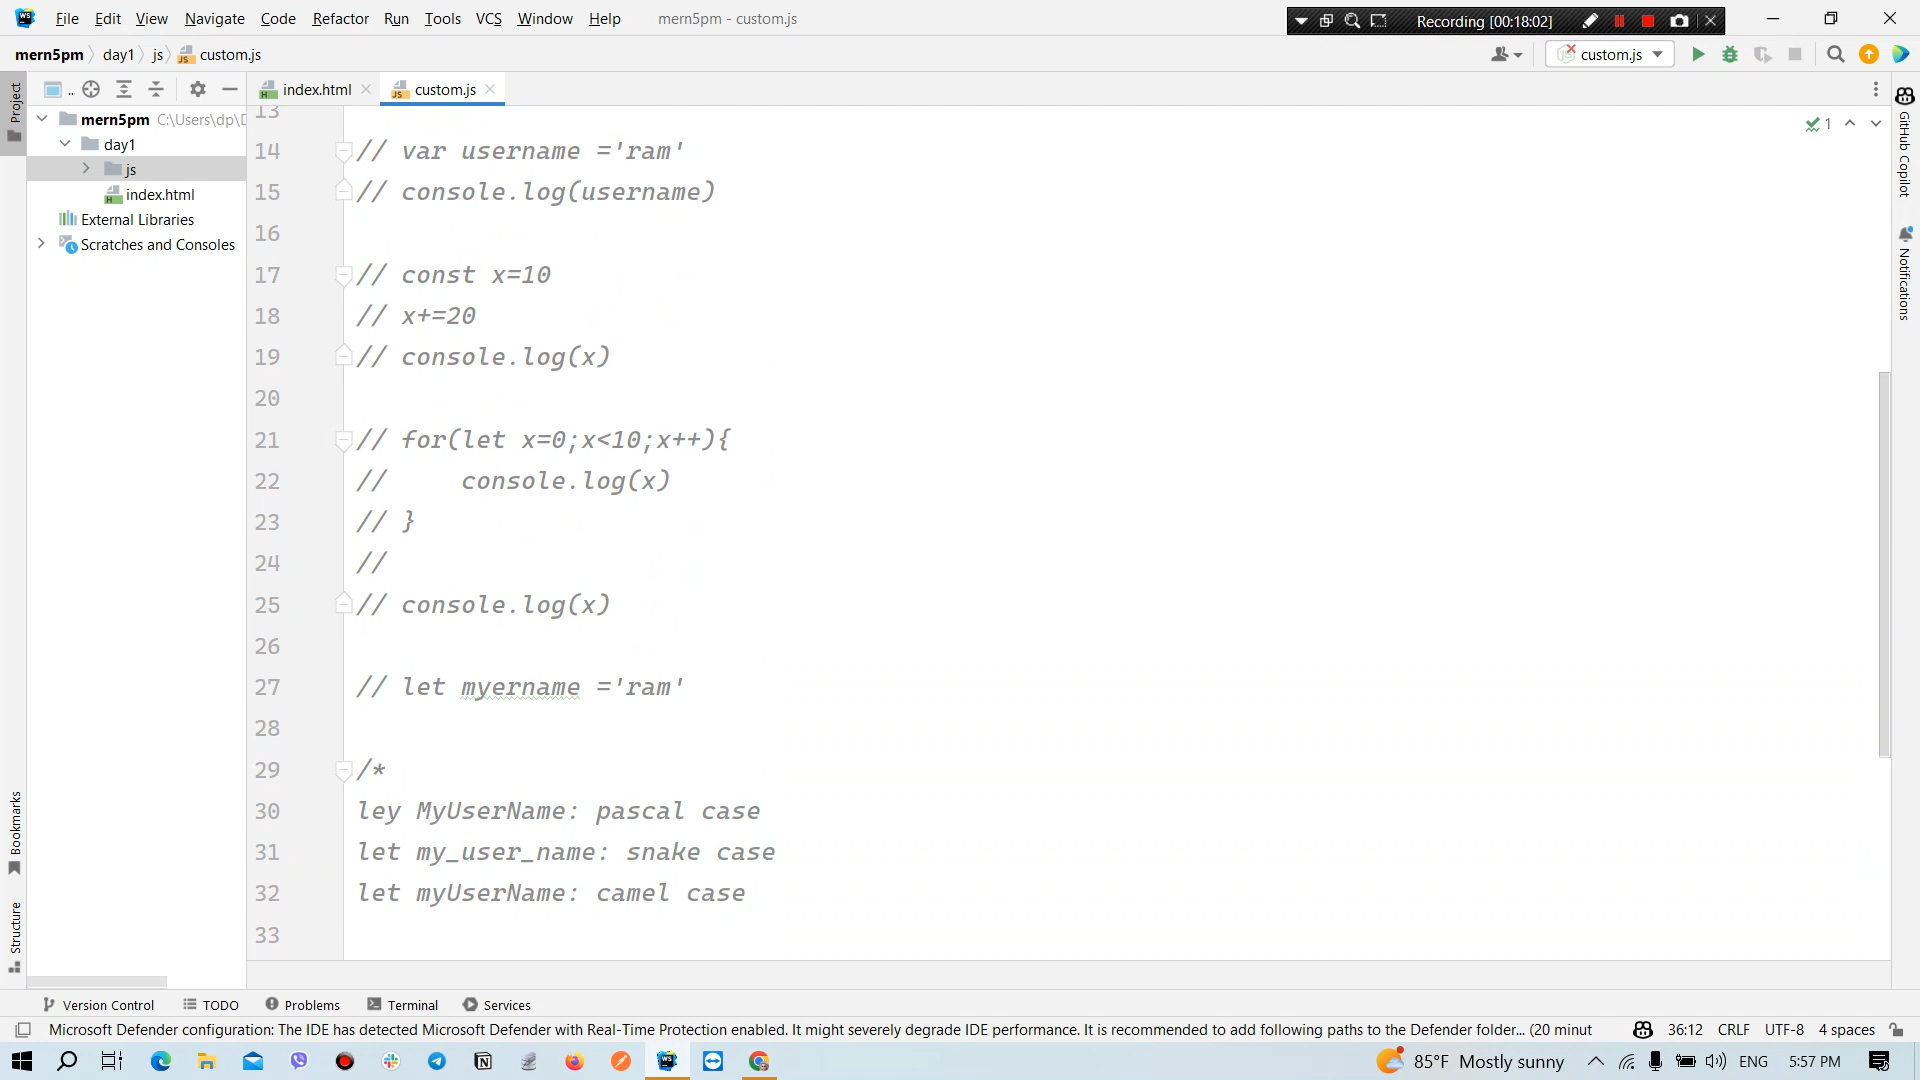 File Edit View Navigate Code Refactor Run Tools VCS Window Help mern5pm - custom.js
Recording [00:18:02]
mern5pm day1 js custom.js
custom.js
Project
..
index.html custom.js
mern5pm C:\Users\dp\D
day1
js
index.html
External Libraries
Scratches and Consoles
1
13
14 // var username ='ram'
15 // console.log(username)
16
17 // const x=10
18 // x+=20
19 // console.log(x)
20
21 // for(let x=0;x<10;x++){
22 //     console.log(x)
23 // }
24 //
25 // console.log(x)
26
27 // let myername ='ram'
28
29 /*
30 ley MyUserName: pascal case
31 let my_user_name: snake case
32 let myUserName: camel case
33
GitHub Copilot
Notifications
Bookmarks
Structure
Version Control TODO Problems Terminal Services
Microsoft Defender configuration: The IDE has detected Microsoft Defender with Real-Time Protection enabled. It might severely degrade IDE performance. It is recommended to add following paths to the Defender folder... (20 minut
36:12 CRLF UTF-8 4 spaces
85°F Mostly sunny ENG 5:57 PM